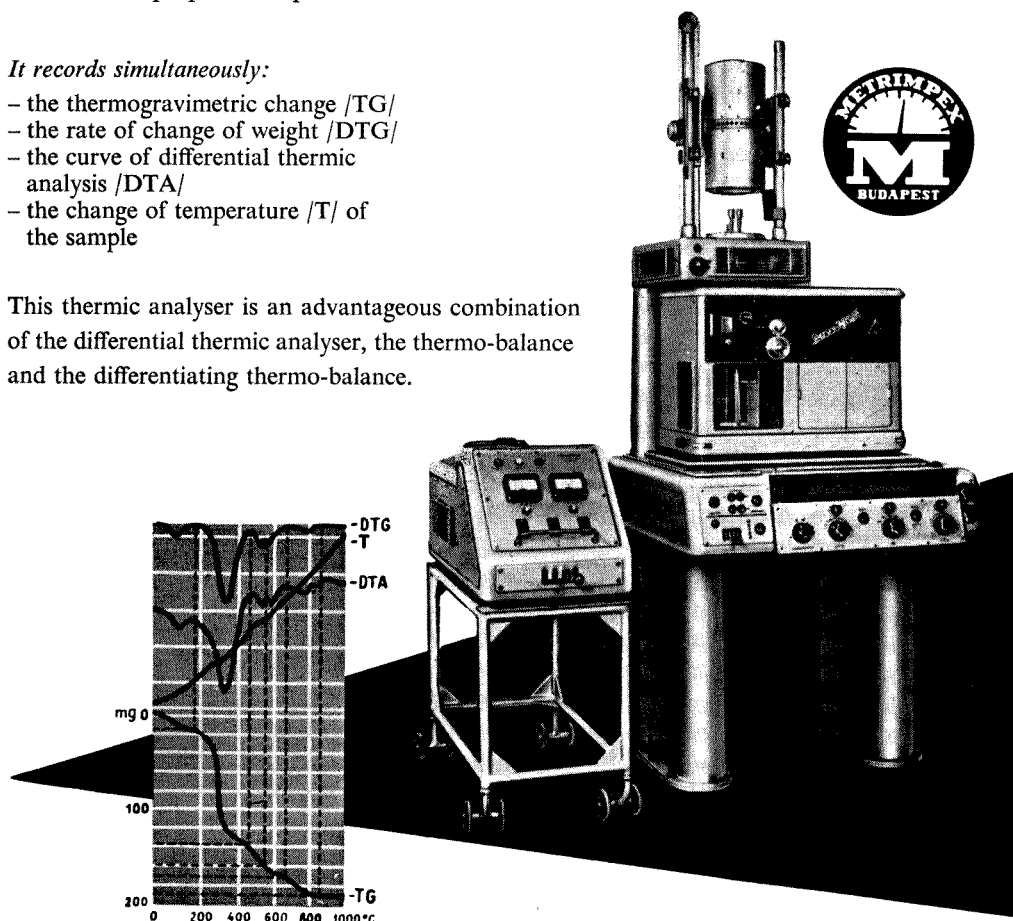 It records simultaneously:
– the thermogravimetric change /TG/
– the rate of change of weight /DTG/
– the curve of differential thermic
analysis /DTA/
– the change of temperature /T/ of
the sample
This thermic analyser is an advantageous combination
of the differential thermic analyser, the thermo-balance
and the differentiating thermo-balance.
METRIMPEX
M
BUDAPEST
-DTG
-T
-DTA
mg 0
100
200
-TG
0 200 400 600 800 1000°C